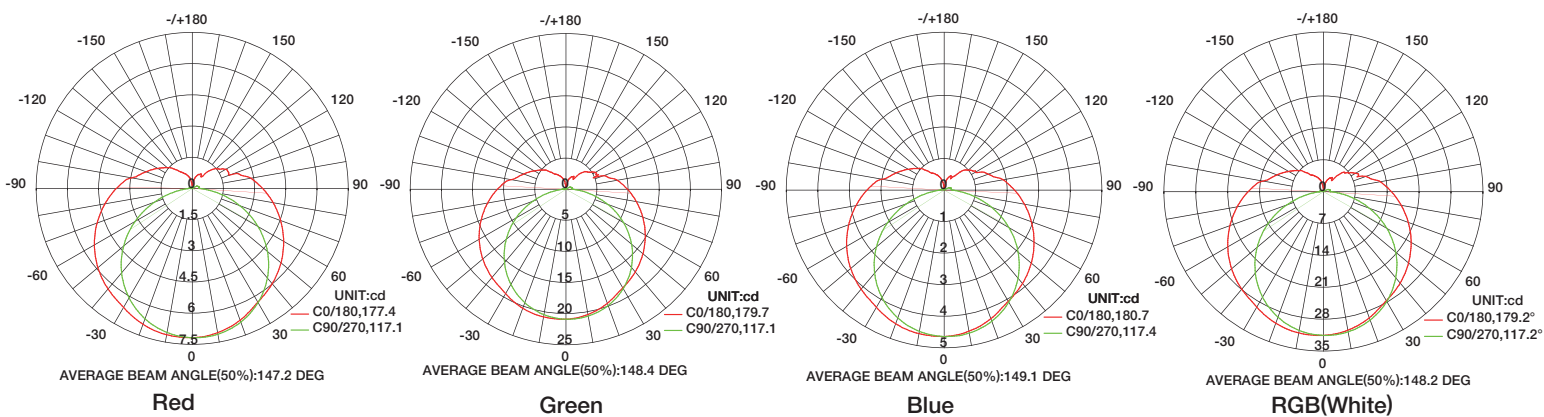 -/+180
-150 150
-120 120
-90 90
0
1.5
3
4.5
6
7.5
-60 60
-30 30
0
UNIT:cd
C0/180,177.4
C90/270,117.1
AVERAGE BEAM ANGLE(50%):147.2 DEG
Red
-/+180
-150 150
-120 120
-90 90
0
5
10
15
20
25
-60 60
-30 30
0
UNIT:cd
C0/180,179.7
C90/270,117.1
AVERAGE BEAM ANGLE(50%):148.4 DEG
Green
-/+180
-150 150
-120 120
-90 90
0
1
2
3
4
5
-60 60
-30 30
0
UNIT:cd
C0/180,180.7
C90/270,117.4
AVERAGE BEAM ANGLE(50%):149.1 DEG
Blue
-/+180
-150 150
-120 120
-90 90
0
7
14
21
28
35
-60 60
-30 30
0
UNIT:cd
C0/180,179.2°
C90/270,117.2°
AVERAGE BEAM ANGLE(50%):148.2 DEG
RGB(White)